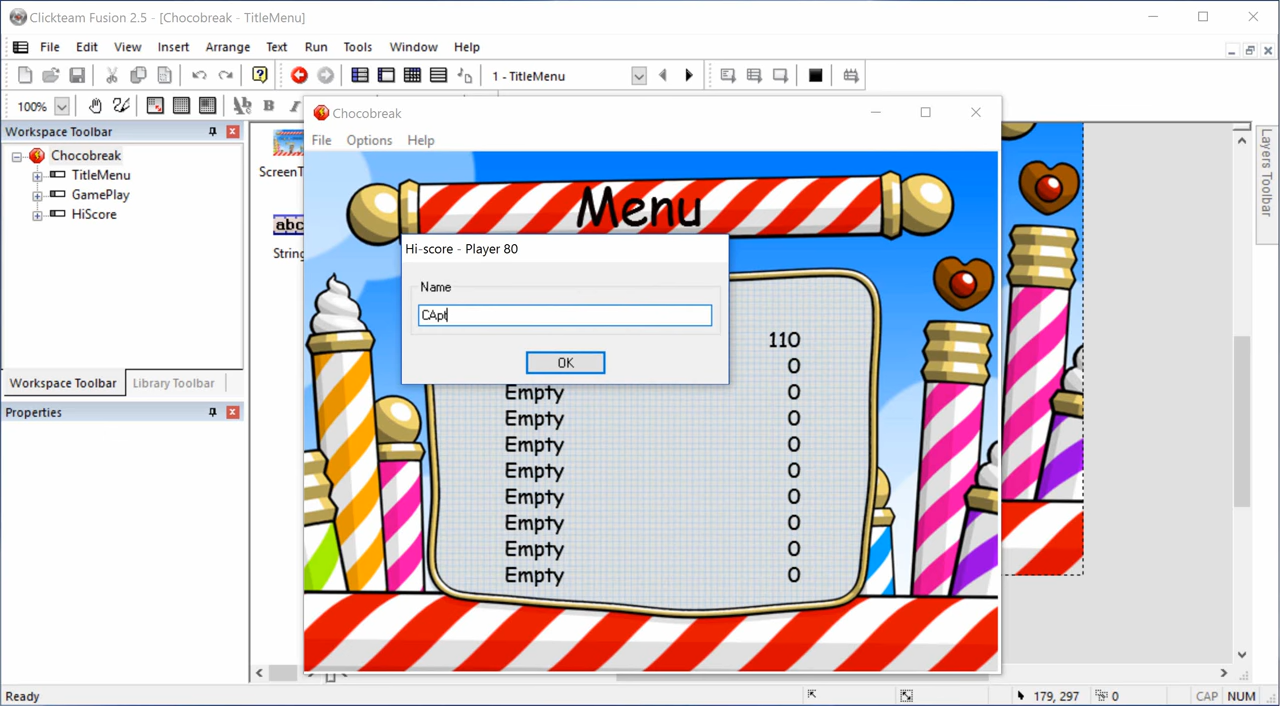 Clickteam Fusion 2.5 - [Chocobreak - TitleMenu]
File Edit View Insert Arrange Text Run Tools Window Help
1 - TitleMenu
100%
B I
Workspace Toolbar
Chocobreak
TitleMenu
GamePlay
HiScore
Workspace Toolbar Library Toolbar
Properties
ScreenT
abc
String
Chocobreak
File Options Help
Menu
Hi-score - Player 80
Name
CApt
OK
110
0
Empty 0
Empty 0
Empty 0
Empty 0
Empty 0
Empty 0
Empty 0
Empty 0
Layers Toolbar
Ready
179, 297
0
CAP NUM